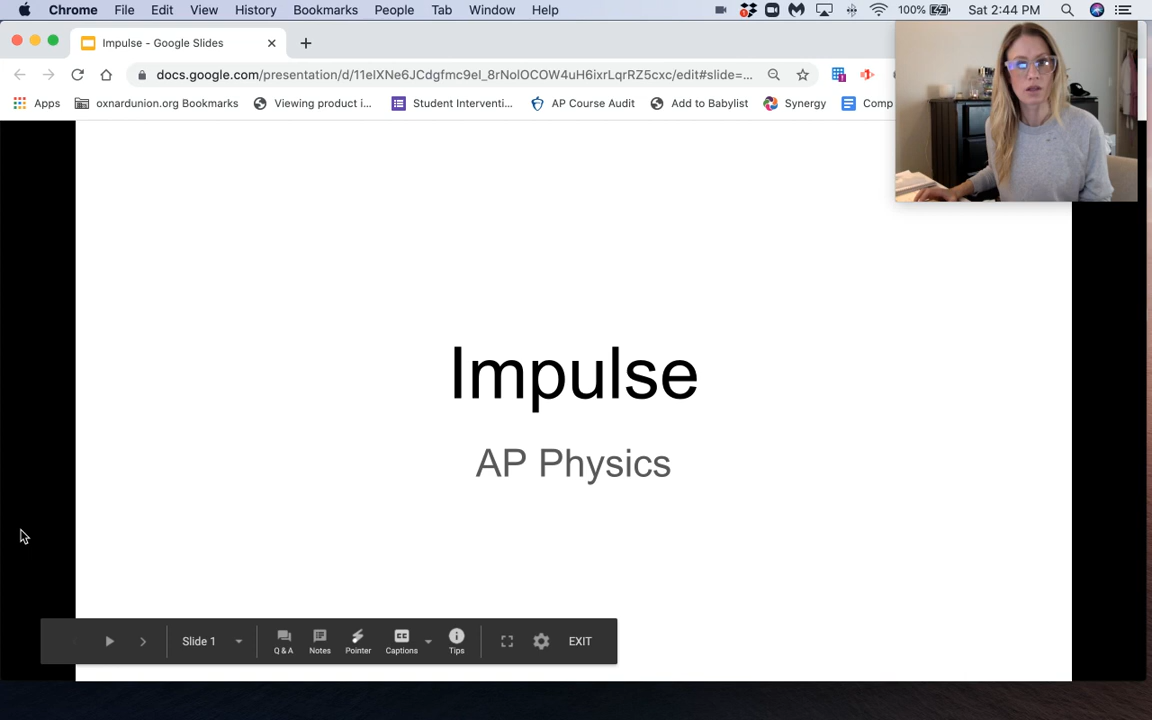 Chrome File Edit View History Bookmarks People Tab Window Help 100% Sat 2:44 PM
Impulse - Google Slides
docs.google.com/presentation/d/11elXNe6JCdgfmc9el_8rNolOCOW4uH6ixrLqrRZ5cxc/edit#slide=...
Apps oxnardunion.org Bookmarks Viewing product i... Student Interventi... AP Course Audit Add to Babylist Synergy Comp
Impulse
AP Physics
Slide 1 Q & A Notes Pointer CC Captions Tips EXIT